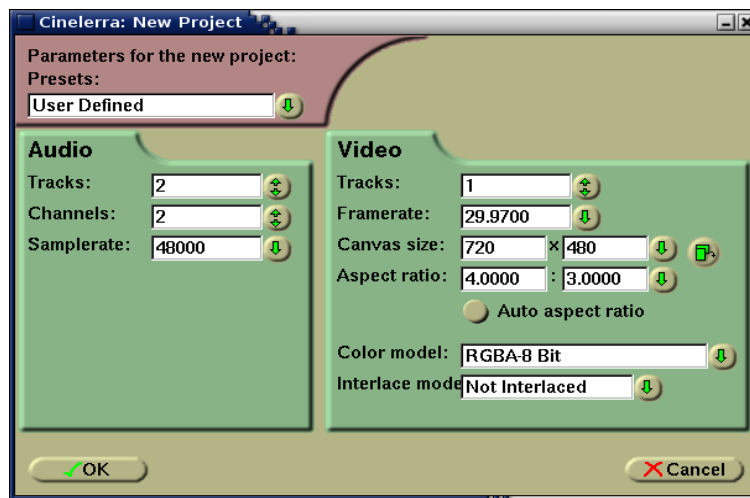 Cinelerra: New Project
Parameters for the new project:
Presets:
User Defined
Audio
Tracks: 2
Channels: 2
Samplerate: 48000
Video
Tracks: 1
Framerate: 29.9700
Canvas size: 720 x 480
Aspect ratio: 4.0000 : 3.0000
Auto aspect ratio
Color model: RGBA-8 Bit
Interlace mode Not Interlaced
OK
Cancel